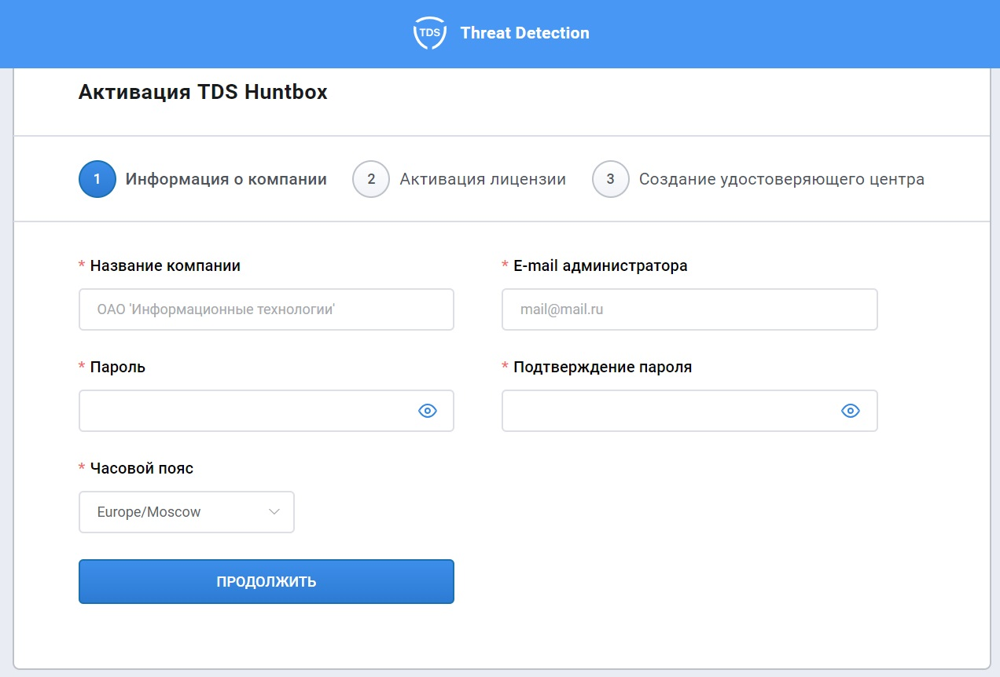 TDS Threat Detection
Активация TDS Huntbox
1 Информация о компании 2 Активация лицензии 3 Создание удостоверяющего центра
* Название компании * E-mail администратора
ОАО 'Информационные технологии' mail@mail.ru
* Пароль * Подтверждение пароля
* Часовой пояс
Europe/Moscow
ПРОДОЛЖИТЬ